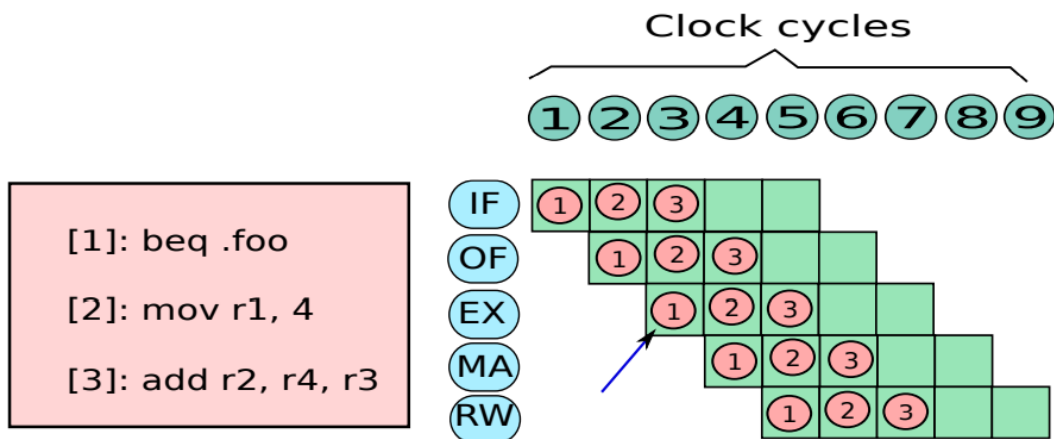 Clock cycles
1 2 3 4 5 6 7 8 9
[1]: beq .foo
[2]: mov r1, 4
[3]: add r2, r4, r3
IF 1 2 3
OF 1 2 3
EX 1 2 3
MA 1 2 3
RW 1 2 3